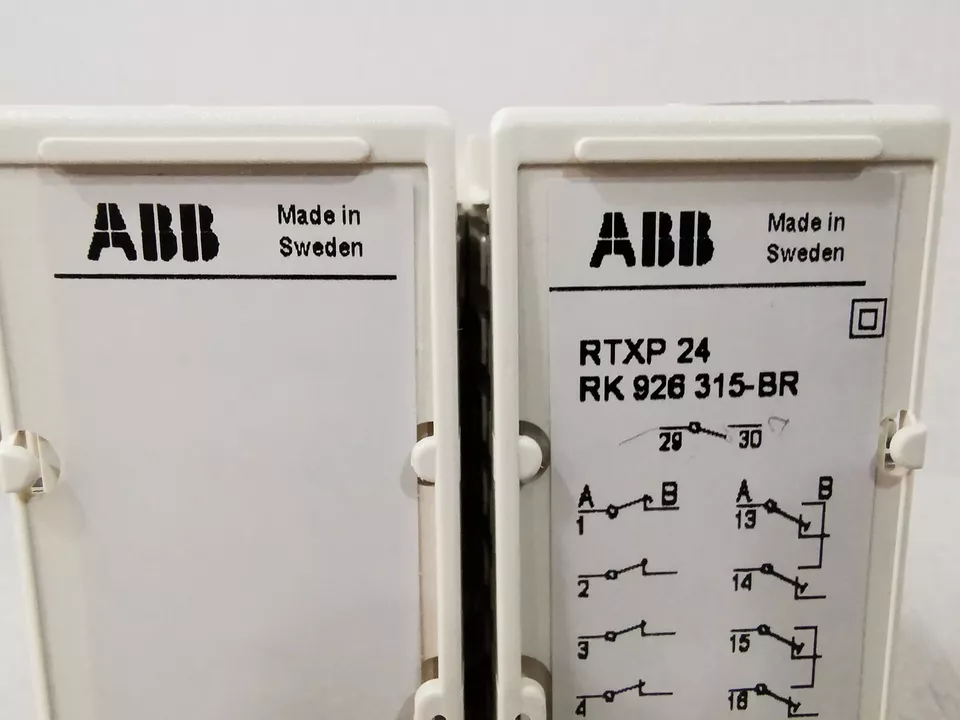 ABB Made in
Sweden
ABB Made in
Sweden
RTXP 24
RK 926 315-BR
29 30
A B A B
1 13
2 14
3 15
4 16